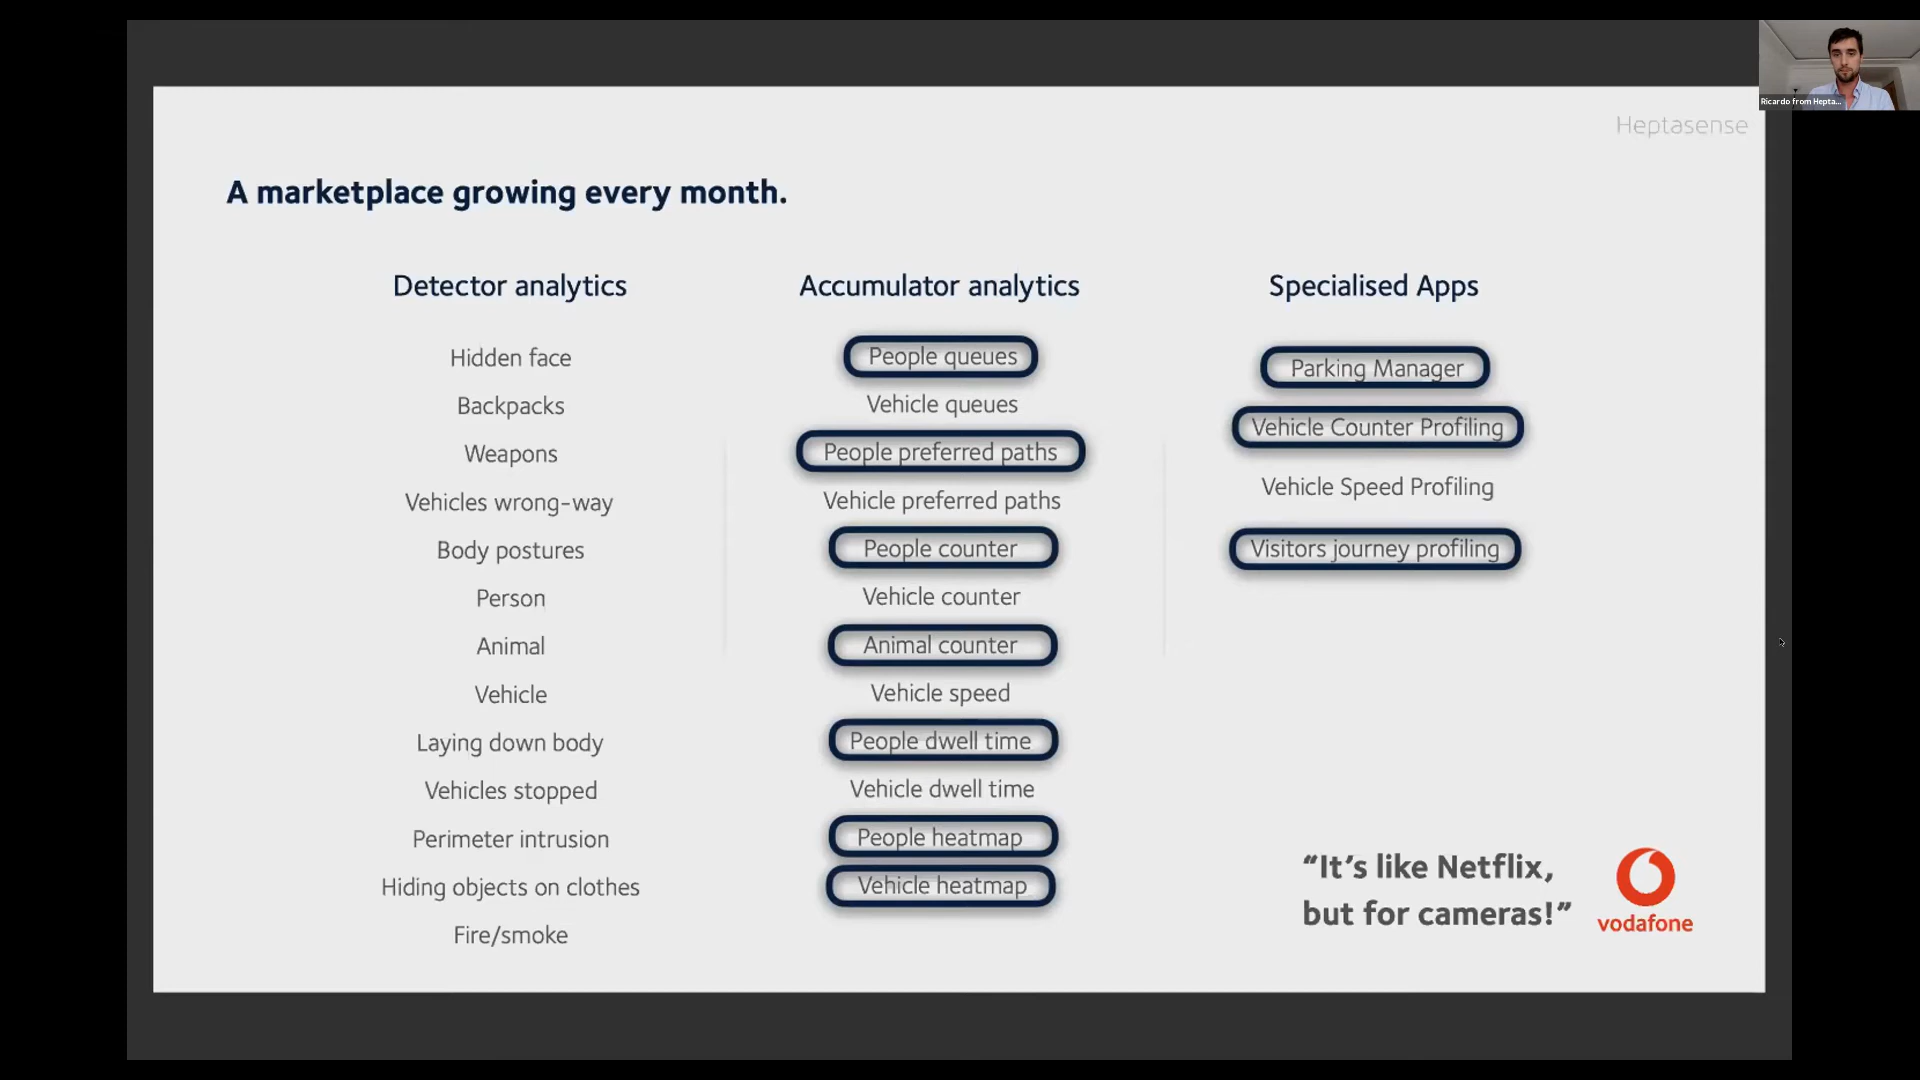 Ricardo from Hepta...
Heptasense
A marketplace growing every month.
Detector analytics
Hidden face
Backpacks
Weapons
Vehicles wrong-way
Body postures
Person
Animal
Vehicle
Laying down body
Vehicles stopped
Perimeter intrusion
Hiding objects on clothes
Fire/smoke
Accumulator analytics
People queues
Vehicle queues
People preferred paths
Vehicle preferred paths
People counter
Vehicle counter
Animal counter
Vehicle speed
People dwell time
Vehicle dwell time
People heatmap
Vehicle heatmap
Specialised Apps
Parking Manager
Vehicle Counter Profiling
Vehicle Speed Profiling
Visitors journey profiling
“It’s like Netflix,
but for cameras!”
vodafone